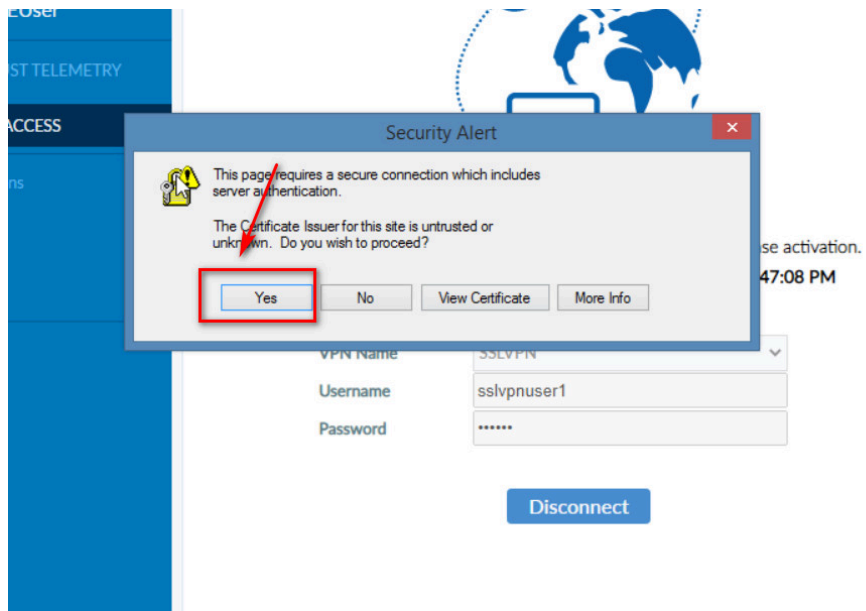 EUser
UST TELEMETRY
ACCESS
ns
Security Alert
This page requires a secure connection which includes
server authentication.
The Certificate Issuer for this site is untrusted or
unknown. Do you wish to proceed?
Yes No View Certificate More Info
se activation.
47:08 PM
VPN Name SSLVPN
Username sslvpnuser1
Password ••••••
Disconnect